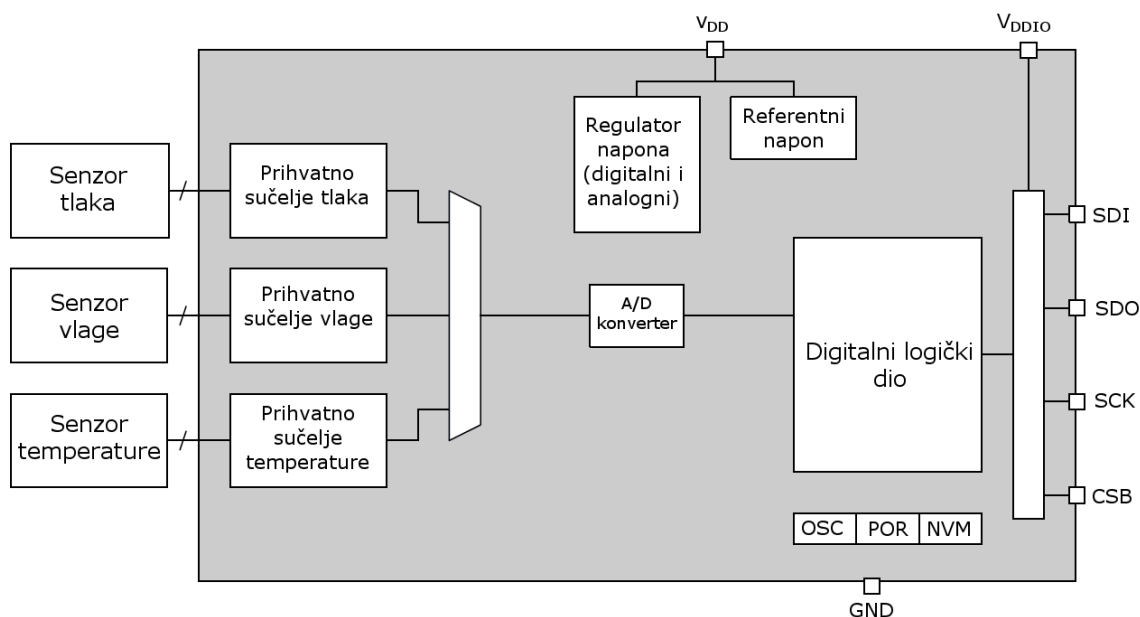 VDD
VDDIO
Regulator
napona
(digitalni i
analogni)
Referentni
napon
Senzor
tlaka
Prihvatno
sučelje tlaka
SDI
Senzor
vlage
Prihvatno
sučelje vlage
A/D
konverter
Digitalni logički
dio
SDO
SCK
Senzor
temperature
Prihvatno
sučelje
temperature
CSB
OSC
POR
NVM
GND